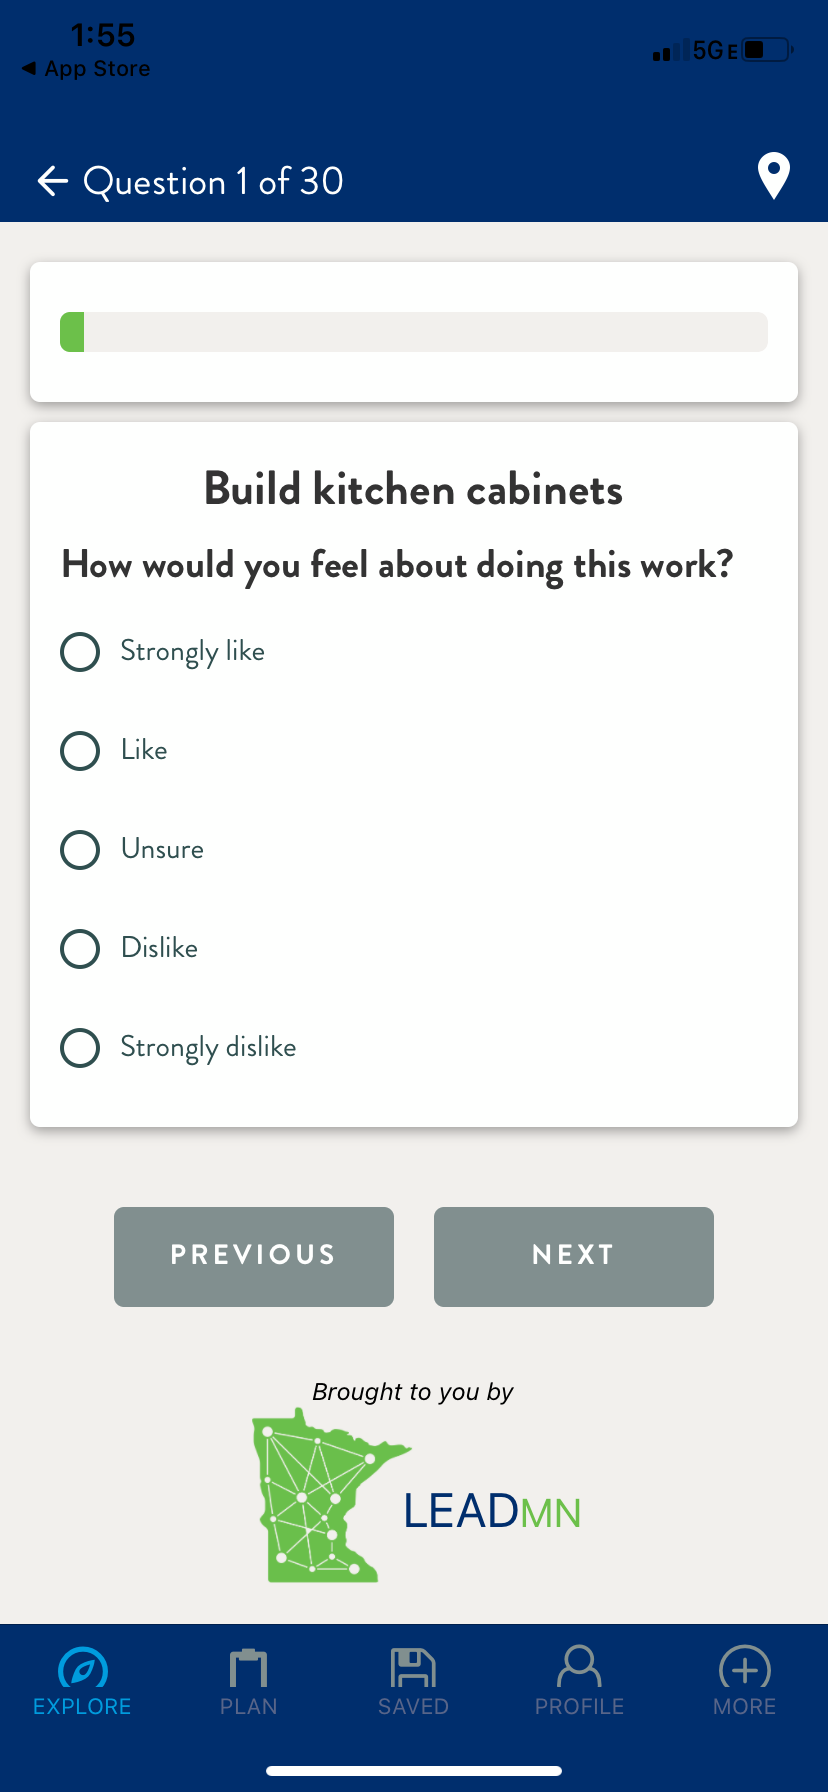 1:55
◀ App Store
5GE
← Question 1 of 30
Build kitchen cabinets
How would you feel about doing this work?
Strongly like
Like
Unsure
Dislike
Strongly dislike
PREVIOUS
NEXT
Brought to you by
LEADMN
EXPLORE
PLAN
SAVED
PROFILE
MORE